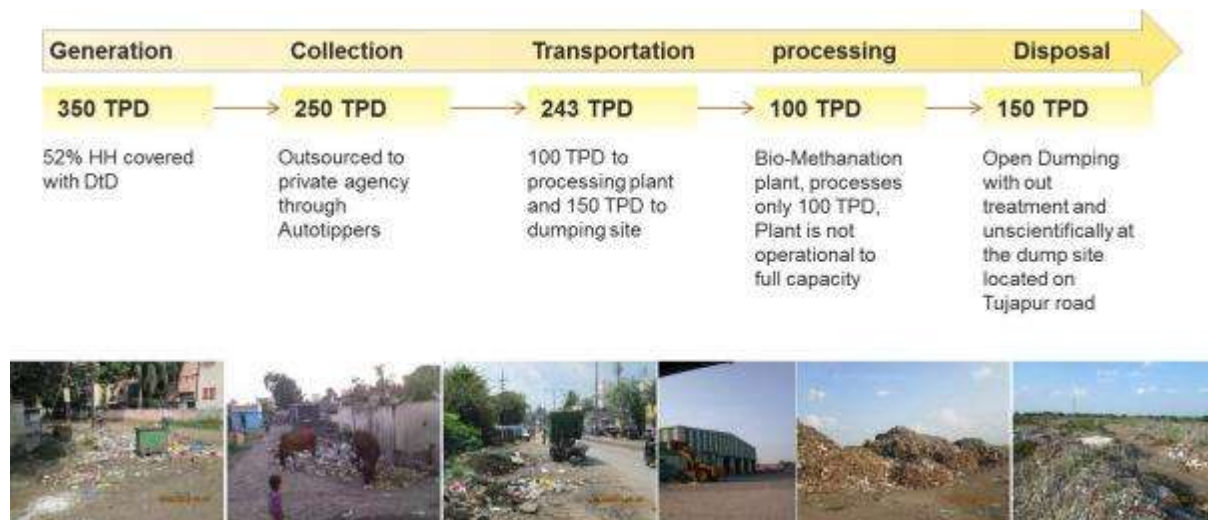 Generation Collection Transportation processing Disposal
350 TPD 250 TPD 243 TPD 100 TPD 150 TPD
52% HH covered
with DtD
Outsourced to
private agency
through
Autotippers
100 TPD to
processing plant
and 150 TPD to
dumping site
Bio-Methanation
plant, processes
only 100 TPD,
Plant is not
operational to
full capacity
Open Dumping
with out
treatment and
unscientifically at
the dump site
located on
Tujapur road